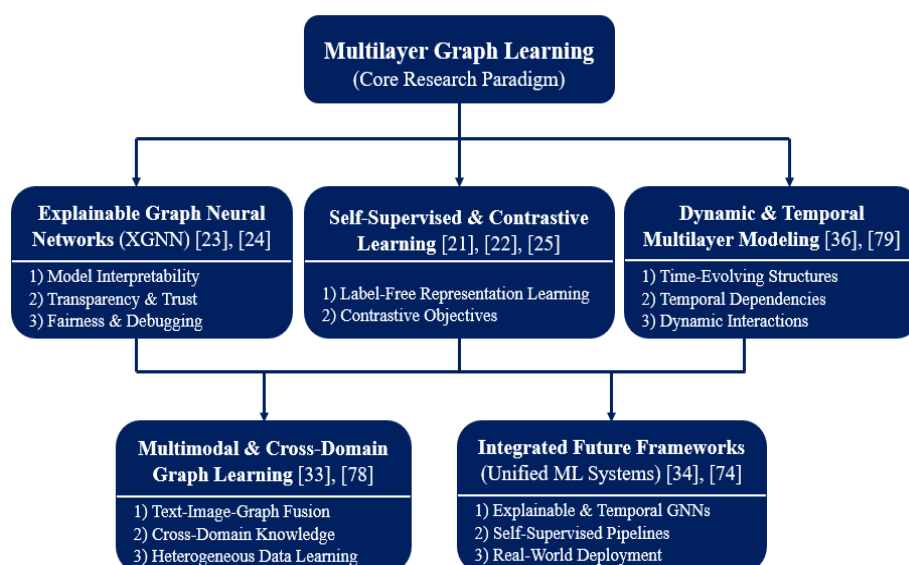 Multilayer Graph Learning
(Core Research Paradigm)
Explainable Graph Neural
Networks (XGNN) [23], [24]
1) Model Interpretability
2) Transparency & Trust
3) Fairness & Debugging
Self-Supervised & Contrastive
Learning [21], [22], [25]
1) Label-Free Representation Learning
2) Contrastive Objectives
Dynamic & Temporal
Multilayer Modeling [36], [79]
1) Time-Evolving Structures
2) Temporal Dependencies
3) Dynamic Interactions
Multimodal & Cross-Domain
Graph Learning [33], [78]
1) Text-Image-Graph Fusion
2) Cross-Domain Knowledge
3) Heterogeneous Data Learning
Integrated Future Frameworks
(Unified ML Systems) [34], [74]
1) Explainable & Temporal GNNs
2) Self-Supervised Pipelines
3) Real-World Deployment